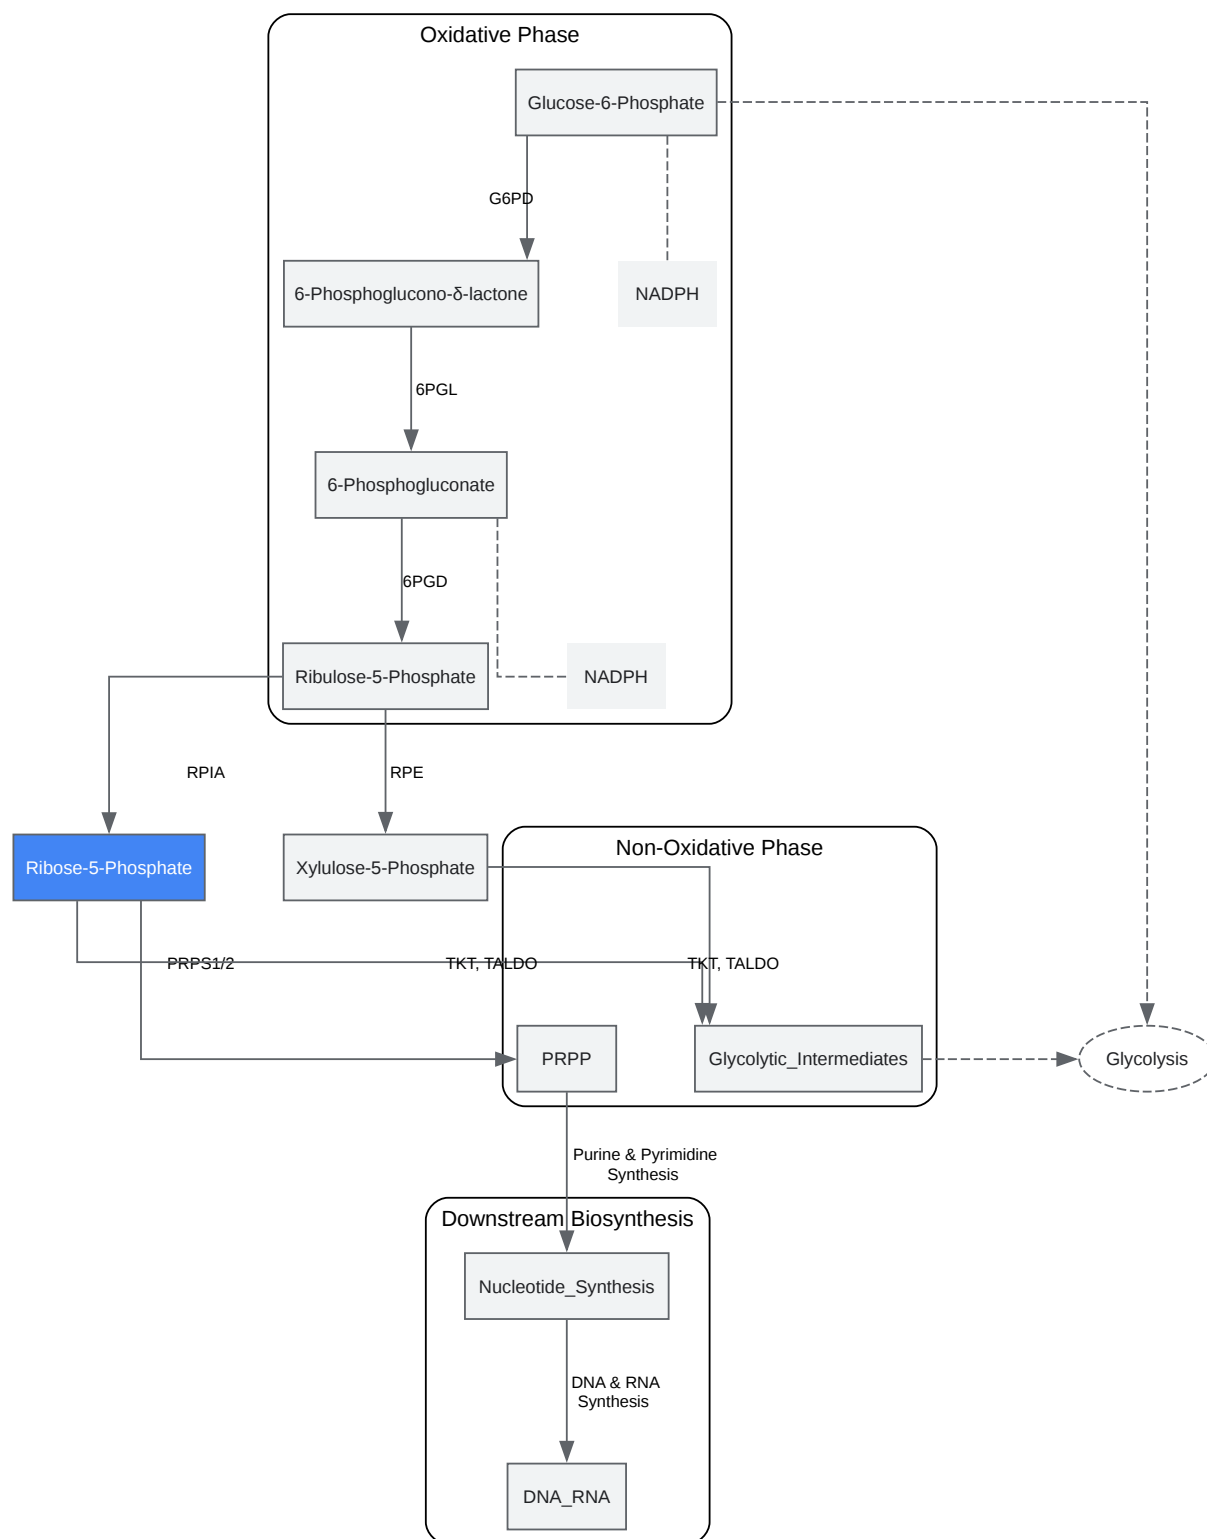 Oxidative Phase
Glucose-6-Phosphate
G6PD
6-Phosphoglucono-δ-lactone
NADPH
6PGL
6-Phosphogluconate
6PGD
Ribulose-5-Phosphate
NADPH
RPIA
RPE
Ribose-5-Phosphate
Xylulose-5-Phosphate
Non-Oxidative Phase
PRPS1/2
TKT, TALDO
TKT, TALDO
PRPP
Glycolytic_Intermediates
Glycolysis
Purine & Pyrimidine
Synthesis
Downstream Biosynthesis
Nucleotide_Synthesis
DNA & RNA
Synthesis
DNA_RNA